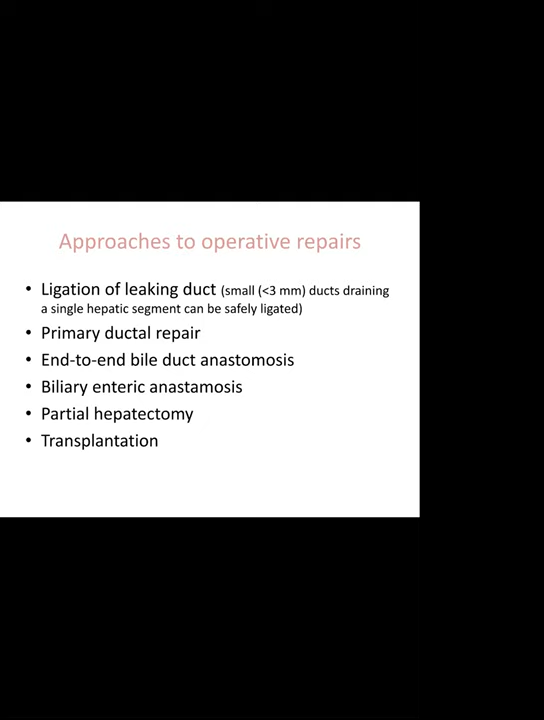 Approaches to operative repairs
• Ligation of leaking duct (small (<3 mm) ducts draining
a single hepatic segment can be safely ligated)
• Primary ductal repair
• End-to-end bile duct anastomosis
• Biliary enteric anastamosis
• Partial hepatectomy
• Transplantation